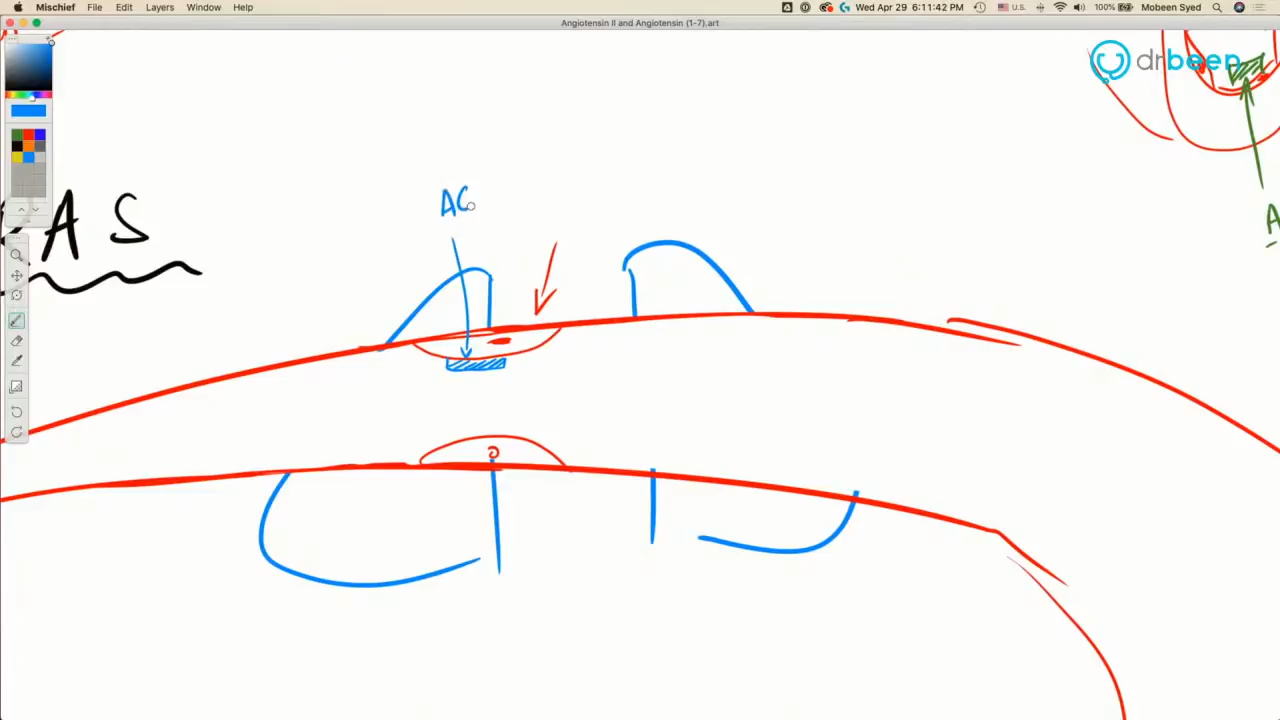 Mischief File Edit Layers Window Help U.S. 100% Wed Apr 29 6:11:42 PM Mobeen Syed
Angiotensin II and Angiotensin (1-7).art
drbeen
AS
AC
A